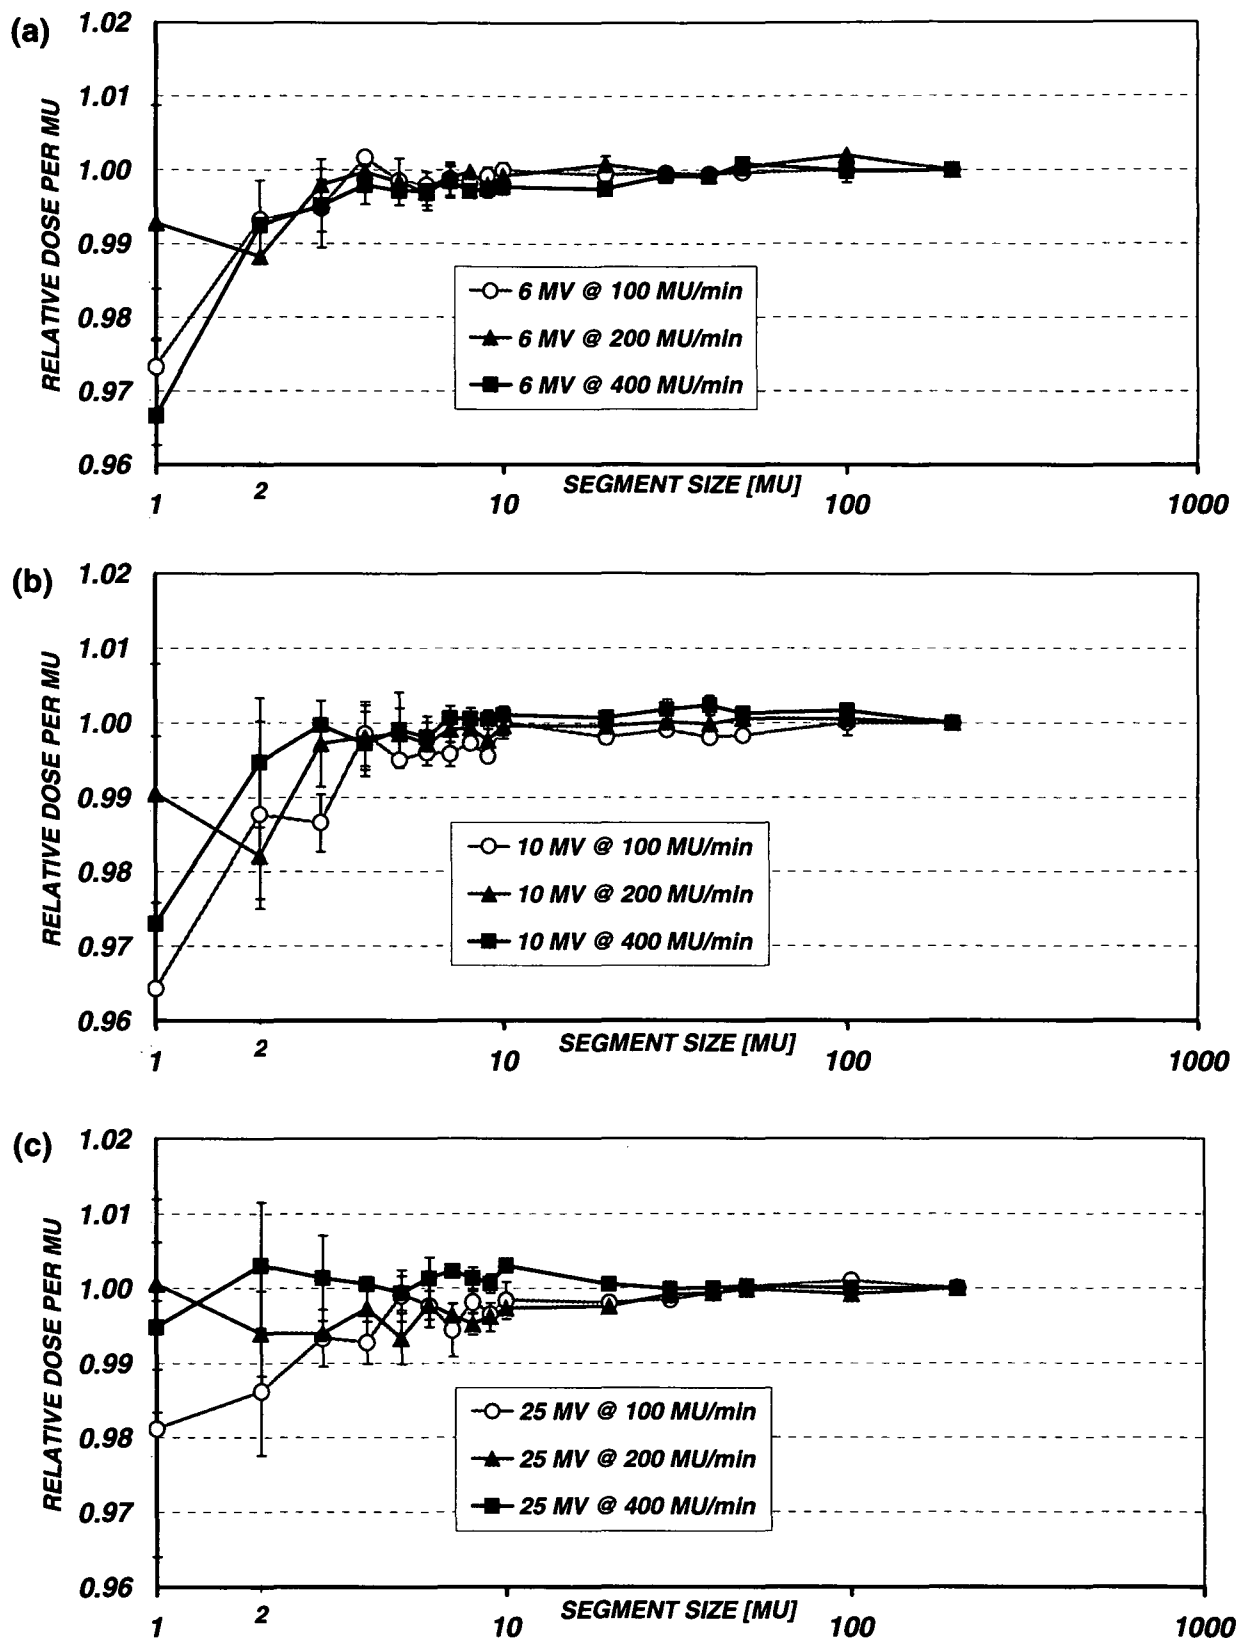 (a)
RELATIVE DOSE PER MU
1.02
1.01
1.00
0.99
0.98
0.97
0.96
6 MV @ 100 MU/min
6 MV @ 200 MU/min
6 MV @ 400 MU/min
1
2
10
100
1000
SEGMENT SIZE [MU]
(b)
RELATIVE DOSE PER MU
1.02
1.01
1.00
0.99
0.98
0.97
0.96
10 MV @ 100 MU/min
10 MV @ 200 MU/min
10 MV @ 400 MU/min
1
2
10
100
1000
SEGMENT SIZE [MU]
(c)
RELATIVE DOSE PER MU
1.02
1.01
1.00
0.99
0.98
0.97
0.96
25 MV @ 100 MU/min
25 MV @ 200 MU/min
25 MV @ 400 MU/min
1
2
10
100
1000
SEGMENT SIZE [MU]